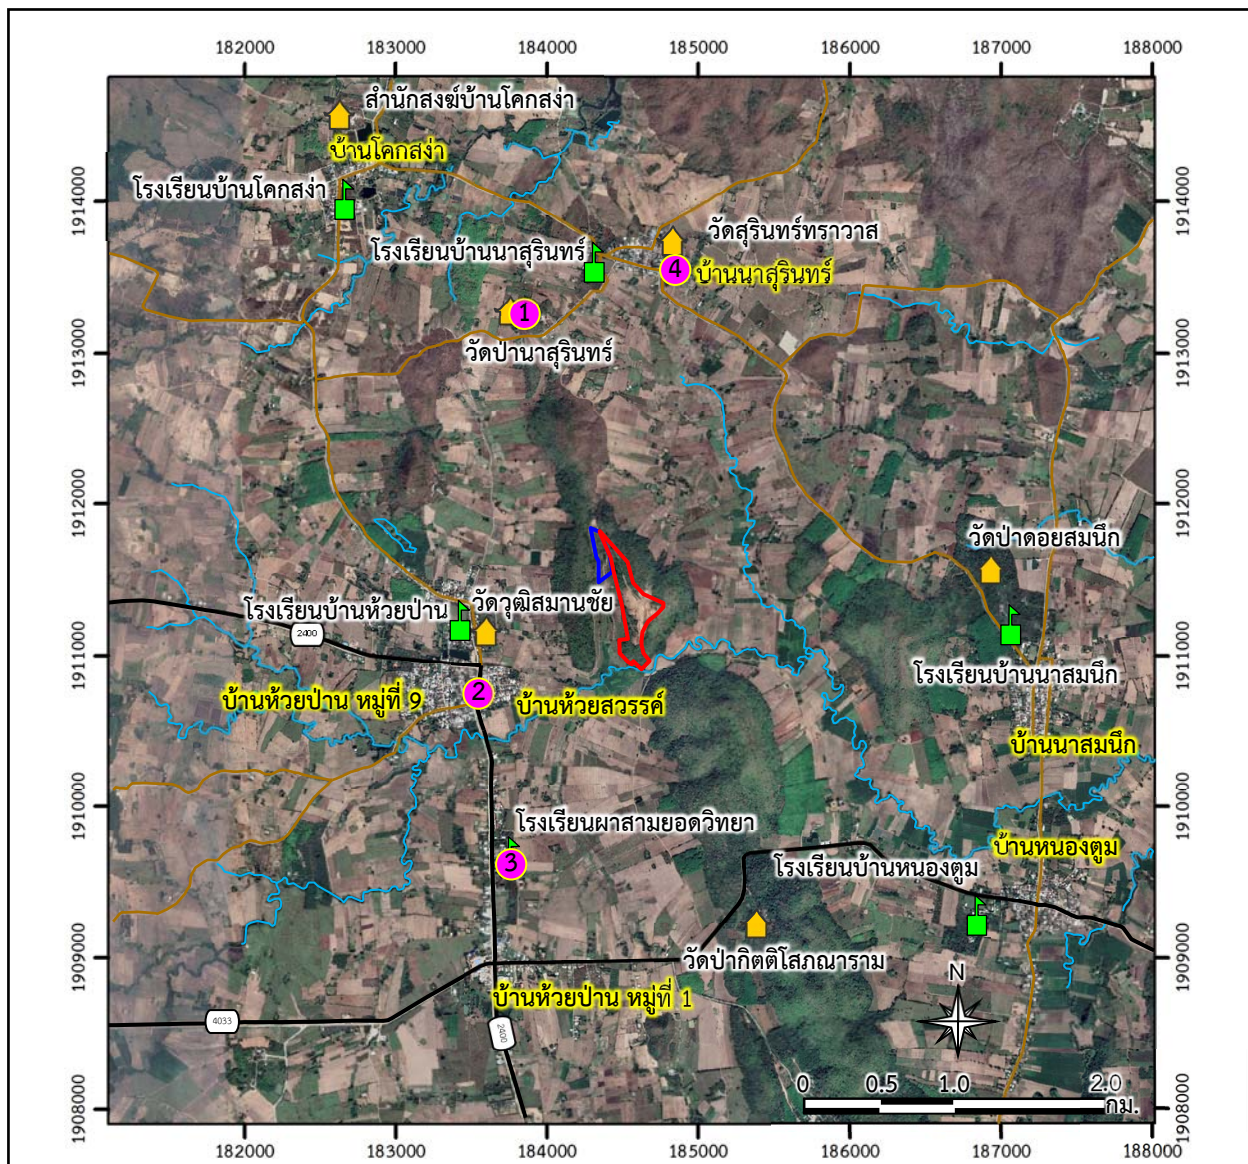 182000 183000 184000 185000 186000 187000 188000
สำนักสงฆ์บ้านโคกสง่า
บ้านโคกสง่า
โรงเรียนบ้านโคกสง่า
1914000
1914000
วัดสุรินทร์ทราวาส
โรงเรียนบ้านนาสุรินทร์
4
บ้านนาสุรินทร์
1
วัดป่านาสุรินทร์
1913000
1913000
1912000
1912000
วัดป่าดอยสมนึก
โรงเรียนบ้านห้วยป่าน
วัดวุฒิสมานชัย
2400
1911000
1911000
โรงเรียนบ้านนาสมนึก
บ้านห้วยป่าน หมู่ที่ 9
2
บ้านห้วยสวรรค์
บ้านนาสมนึก
1910000
1910000
โรงเรียนผาสามยอดวิทยา
3
บ้านหนองตูม
โรงเรียนบ้านหนองตูม
วัดป่ากิตติโสภณาราม
1909000
1909000
บ้านห้วยป่าน หมู่ที่ 1
N
4033
2400
0 0.5 1.0 2.0
กม.
1908000
1908000
182000 183000 184000 185000 186000 187000 188000